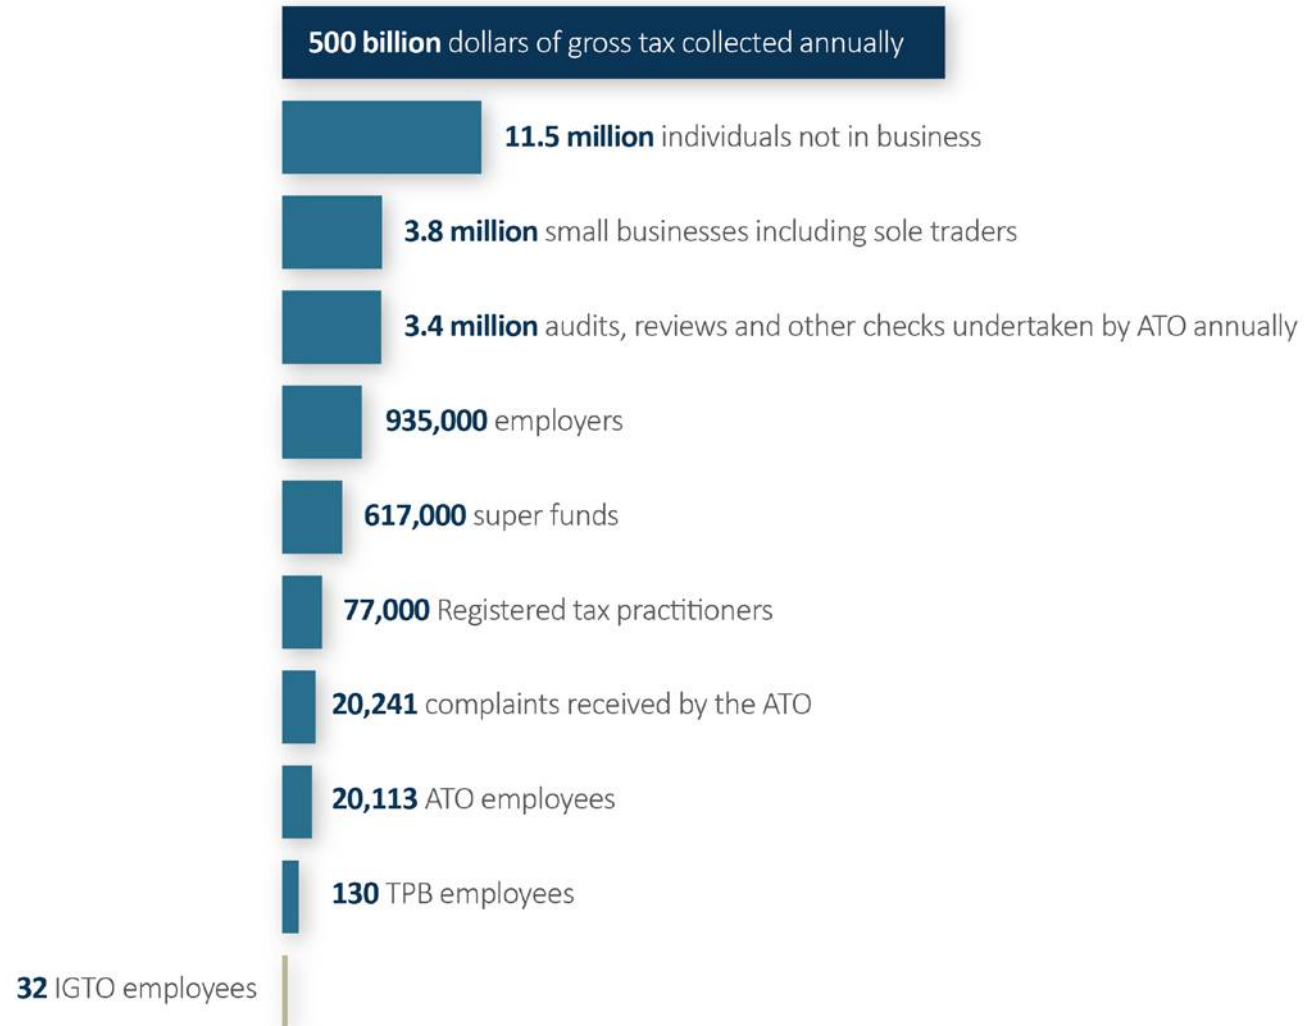 500 billion dollars of gross tax collected annually
11.5 million individuals not in business
3.8 million small businesses including sole traders
3.4 million audits, reviews and other checks undertaken by ATO annually
935,000 employers
617,000 super funds
77,000 Registered tax practitioners
20,241 complaints received by the ATO
20,113 ATO employees
130 TPB employees
32 IGTO employees